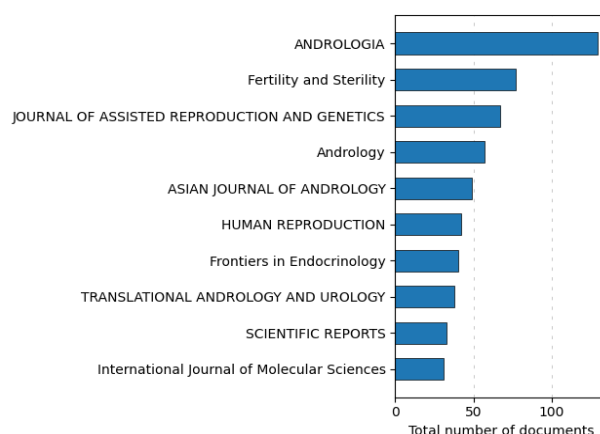 ANDROLOGIA
Fertility and Sterility
JOURNAL OF ASSISTED REPRODUCTION AND GENETICS
Andrology
ASIAN JOURNAL OF ANDROLOGY
HUMAN REPRODUCTION
Frontiers in Endocrinology
TRANSLATIONAL ANDROLOGY AND UROLOGY
SCIENTIFIC REPORTS
International Journal of Molecular Sciences
0 50 100
Total number of documents